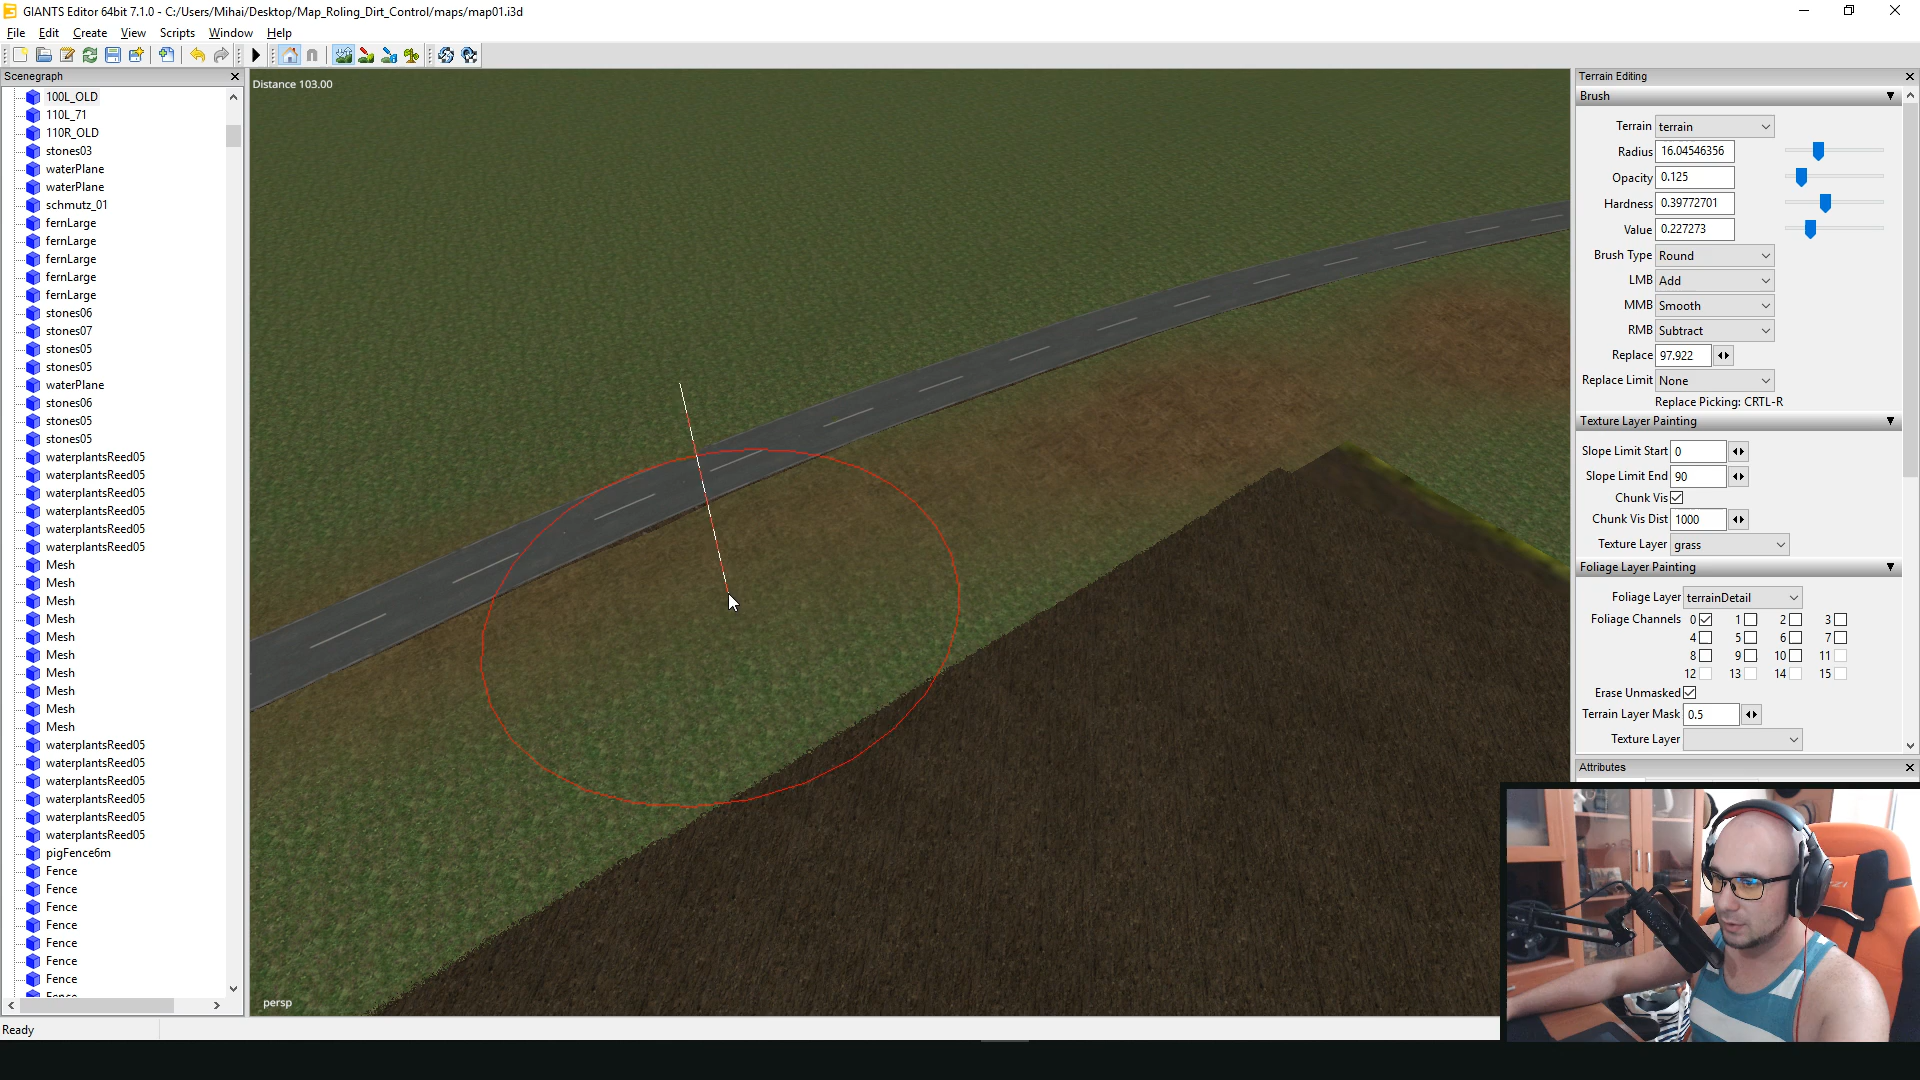 GIANTS Editor 64bit 7.1.0 - C:/Users/Mihai/Desktop/Map_Roling_Dirt_Control/maps/map01.i3d
File Edit Create View Scripts Window Help
Scenegraph
100L_OLD
110L_71
110R_OLD
stones03
waterPlane
waterPlane
schmutz_01
fernLarge
fernLarge
fernLarge
fernLarge
fernLarge
stones06
stones07
stones05
stones05
waterPlane
stones06
stones05
stones05
waterplantsReed05
waterplantsReed05
waterplantsReed05
waterplantsReed05
waterplantsReed05
waterplantsReed05
Mesh
Mesh
Mesh
Mesh
Mesh
Mesh
Mesh
Mesh
Mesh
Mesh
waterplantsReed05
waterplantsReed05
waterplantsReed05
waterplantsReed05
waterplantsReed05
waterplantsReed05
pigFence6m
Fence
Fence
Fence
Fence
Fence
Fence
Fence
Fence
Ready
Distance 103.00
persp
Terrain Editing
Brush
Terrain terrain
Radius 16.04546356
Opacity 0.125
Hardness 0.39772701
Value 0.227273
Brush Type Round
LMB Add
MMB Smooth
RMB Subtract
Replace 97.922
Replace Limit None
Replace Picking: CRTL-R
Texture Layer Painting
Slope Limit Start 0
Slope Limit End 90
Chunk Vis
Chunk Vis Dist 1000
Texture Layer grass
Foliage Layer Painting
Foliage Layer terrainDetail
Foliage Channels 0 1 2 3
4 5 6 7
8 9 10 11
12 13 14 15
Erase Unmasked
Terrain Layer Mask 0.5
Texture Layer
Attributes